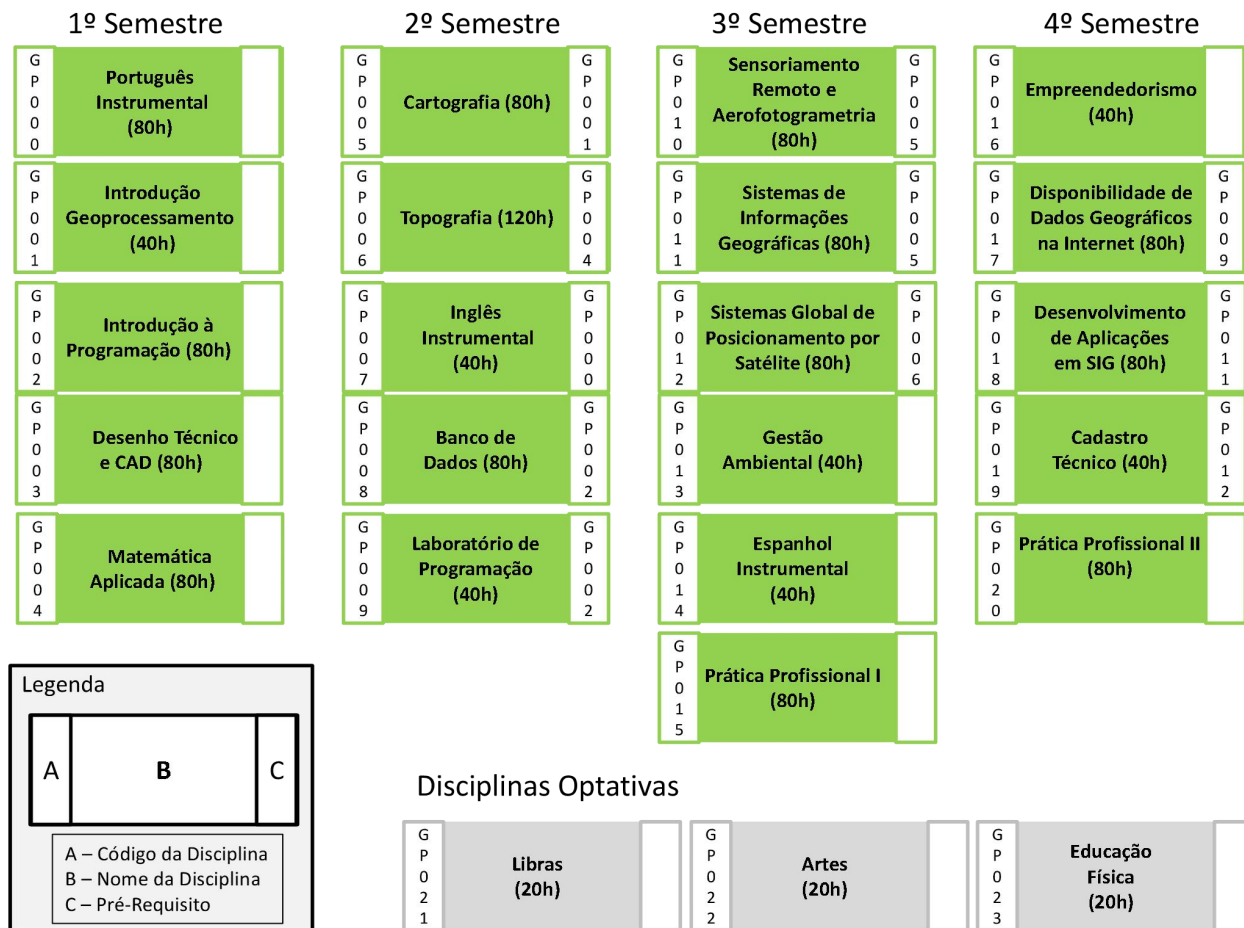 1º Semestre
GP000
Português
Instrumental
(80h)
GP001
Introdução
Geoprocessamento
(40h)
GP002
Introdução à
Programação (80h)
GP003
Desenho Técnico
e CAD (80h)
GP004
Matemática
Aplicada (80h)
2º Semestre
GP005
Cartografia (80h)
GP001
GP006
Topografia (120h)
GP004
GP007
Inglês
Instrumental
(40h)
GP000
GP008
Banco de
Dados (80h)
GP002
GP009
Laboratório de
Programação
(40h)
GP002
3º Semestre
GP010
Sensoriamento
Remoto e
Aerofotogrametria
(80h)
GP005
GP011
Sistemas de
Informações
Geográficas (80h)
GP005
GP012
Sistemas Global de
Posicionamento por
Satélite (80h)
GP006
GP013
Gestão
Ambiental (40h)
GP014
Espanhol
Instrumental
(40h)
GP015
Prática Profissional I
(80h)
4º Semestre
GP016
Empreendedorismo
(40h)
GP017
Disponibilidade de
Dados Geográficos
na Internet (80h)
GP009
GP018
Desenvolvimento
de Aplicações
em SIG (80h)
GP011
GP019
Cadastro
Técnico (40h)
GP012
GP020
Prática Profissional II
(80h)
Legenda
A
B
C
A – Código da Disciplina
B – Nome da Disciplina
C – Pré-Requisito
Disciplinas Optativas
GP021
Libras
(20h)
GP022
Artes
(20h)
GP023
Educação
Física
(20h)